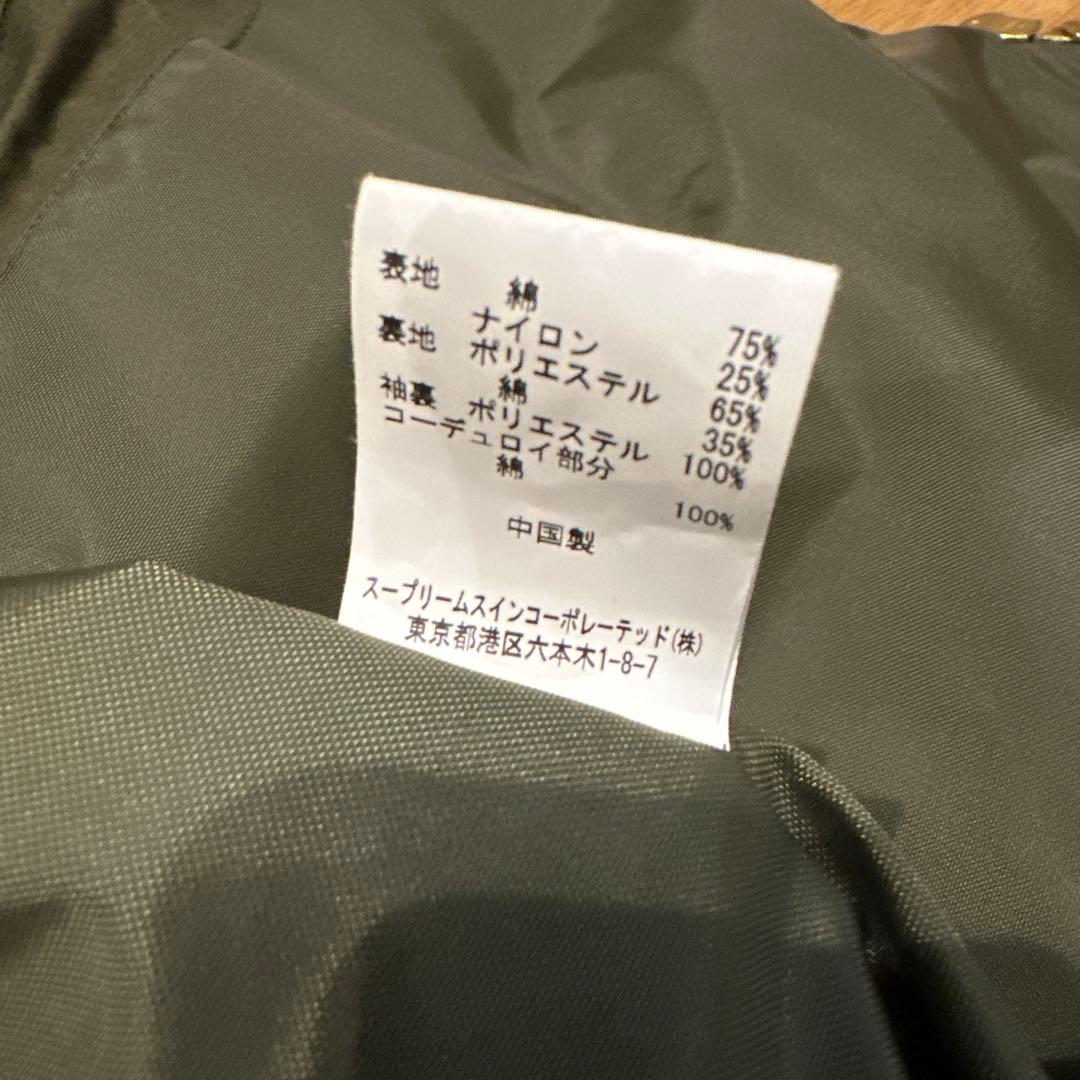 表地 綿 75%
ナイロン 25%
裏地 ポリエステル 65%
綿 35%
袖裏 ポリエステル 100%
コーデュロイ部分
綿 100%
中国製
スープリームスインコーポレーテッド(株)
東京都港区六本木1-8-7